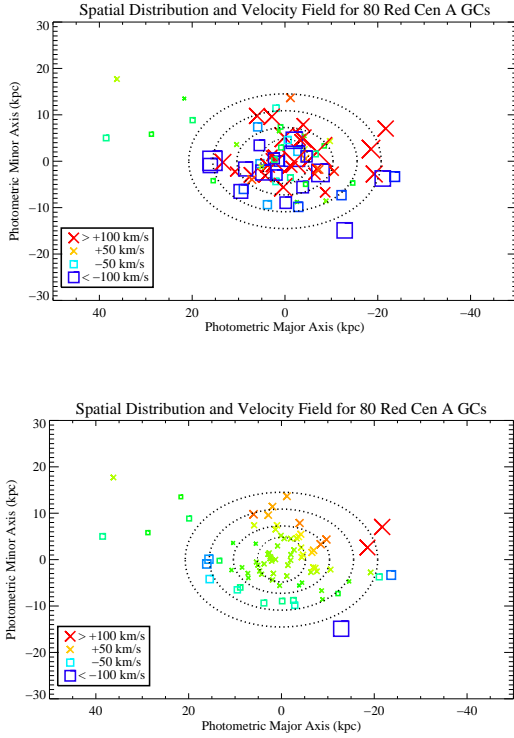 Spatial Distribution and Velocity Field for 80 Red Cen A GCs
30
20
10
0
−10
−20
−30
Photometric Minor Axis (kpc)
> +100 km/s
+50 km/s
−50 km/s
< −100 km/s
40 20 0 −20 −40
Photometric Major Axis (kpc)
Spatial Distribution and Velocity Field for 80 Red Cen A GCs
30
20
10
0
−10
−20
−30
Photometric Minor Axis (kpc)
> +100 km/s
+50 km/s
−50 km/s
< −100 km/s
40 20 0 −20 −40
Photometric Major Axis (kpc)